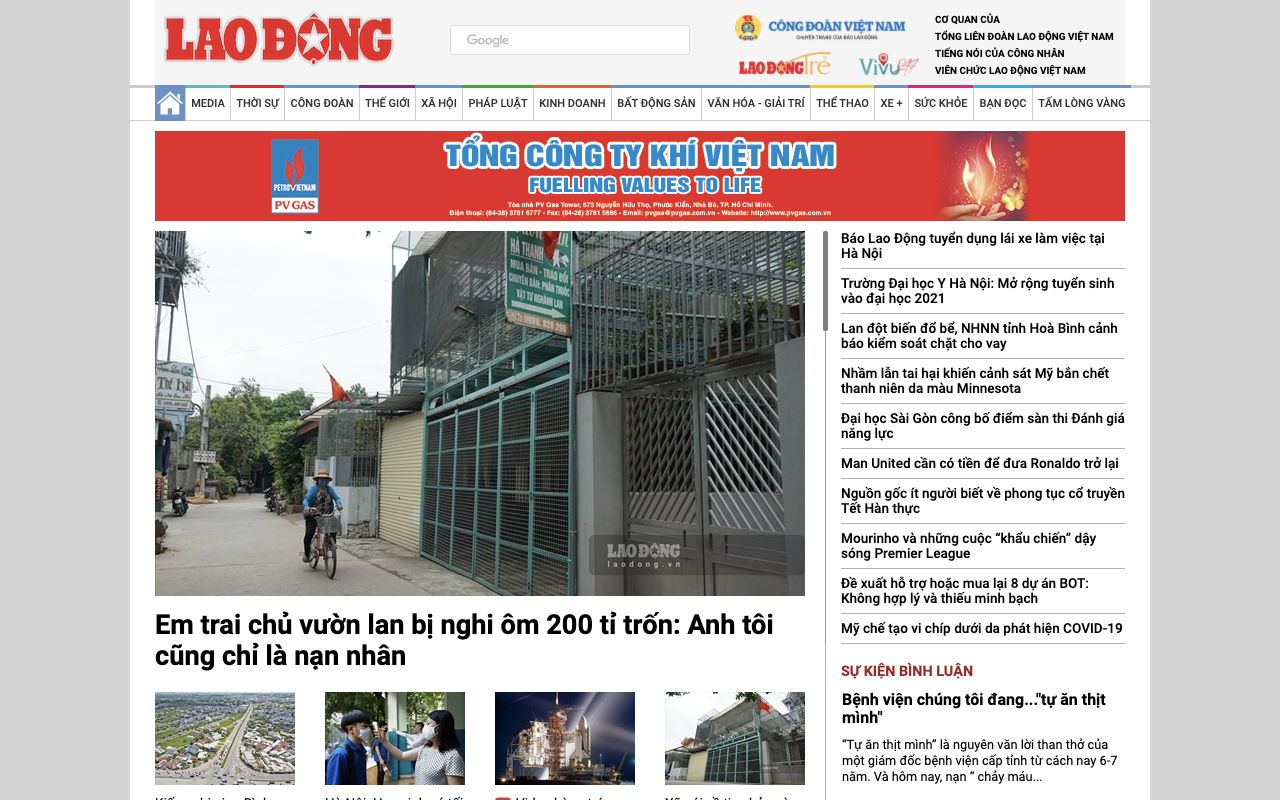 LAO ĐỘNG
Google
CÔNG ĐOÀN VIỆT NAM
CHUYÊN TRANG CỦA BÁO LAO ĐỘNG
LAO ĐỘNG Trẻ
ViVu 247
CƠ QUAN CỦA
TỔNG LIÊN ĐOÀN LAO ĐỘNG VIỆT NAM
TIẾNG NÓI CỦA CÔNG NHÂN
VIÊN CHỨC LAO ĐỘNG VIỆT NAM
MEDIA THỜI SỰ CÔNG ĐOÀN THẾ GIỚI XÃ HỘI PHÁP LUẬT KINH DOANH BẤT ĐỘNG SẢN VĂN HÓA - GIẢI TRÍ THỂ THAO XE + SỨC KHỎE BẠN ĐỌC TẤM LÒNG VÀNG
PETROVIETNAM
PV GAS
TỔNG CÔNG TY KHÍ VIỆT NAM
FUELLING VALUES TO LIFE
Tòa nhà PV Gas Tower, 673 Nguyễn Hữu Thọ, Phước Kiển, Nhà Bè, TP. Hồ Chí Minh.
Điện thoại: (84-28) 3781 6777 - Fax: (84-28) 3781 5666 - Email: pvgas@pvgas.com.vn - Website: http://www.pvgas.com.vn
HÀ THANH
MUA BÁN - TRAO ĐỔI
CHUYÊN BÁN: PHÂN THUỐC
VẬT TƯ NGHÀNH LAN
LAO ĐỘNG
laodong.vn
Em trai chủ vườn lan bị nghi ôm 200 tỉ trốn: Anh tôi
cũng chỉ là nạn nhân
Báo Lao Động tuyển dụng lái xe làm việc tại
Hà Nội
Trường Đại học Y Hà Nội: Mở rộng tuyển sinh
vào đại học 2021
Lan đột biến đổ bể, NHNN tỉnh Hoà Bình cảnh
báo kiểm soát chặt cho vay
Nhầm lẫn tai hại khiến cảnh sát Mỹ bắn chết
thanh niên da màu Minnesota
Đại học Sài Gòn công bố điểm sàn thi Đánh giá
năng lực
Man United cần có tiền để đưa Ronaldo trở lại
Nguồn gốc ít người biết về phong tục cổ truyền
Tết Hàn thực
Mourinho và những cuộc “khẩu chiến” dậy
sóng Premier League
Đề xuất hỗ trợ hoặc mua lại 8 dự án BOT:
Không hợp lý và thiếu minh bạch
Mỹ chế tạo vi chíp dưới da phát hiện COVID-19
SỰ KIỆN BÌNH LUẬN
Bệnh viện chúng tôi đang..."tự ăn thịt
mình"
“Tự ăn thịt mình” là nguyên văn lời than thở của
một giám đốc bệnh viện cấp tỉnh từ cách nay 6-7
năm. Và hôm nay, nạn “ chảy máu...